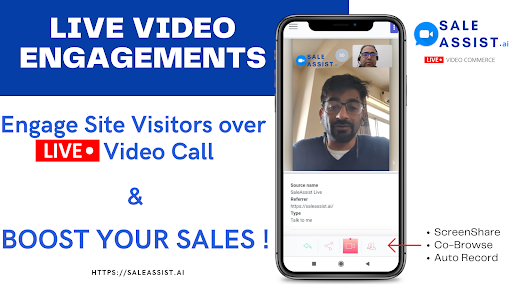 LIVE VIDEO
ENGAGEMENTS
Engage Site Visitors over
LIVE Video Call
&
BOOST YOUR SALES !
HTTPS://SALEASSIST.AI
SALE
ASSIST.ai
Source name
SaleAssist Live
Referrer
https://saleassist.ai/
Type
Talk to me
SALE
ASSIST.ai
LIVE VIDEO COMMERCE
ScreenShare
Co-Browse
Auto Record